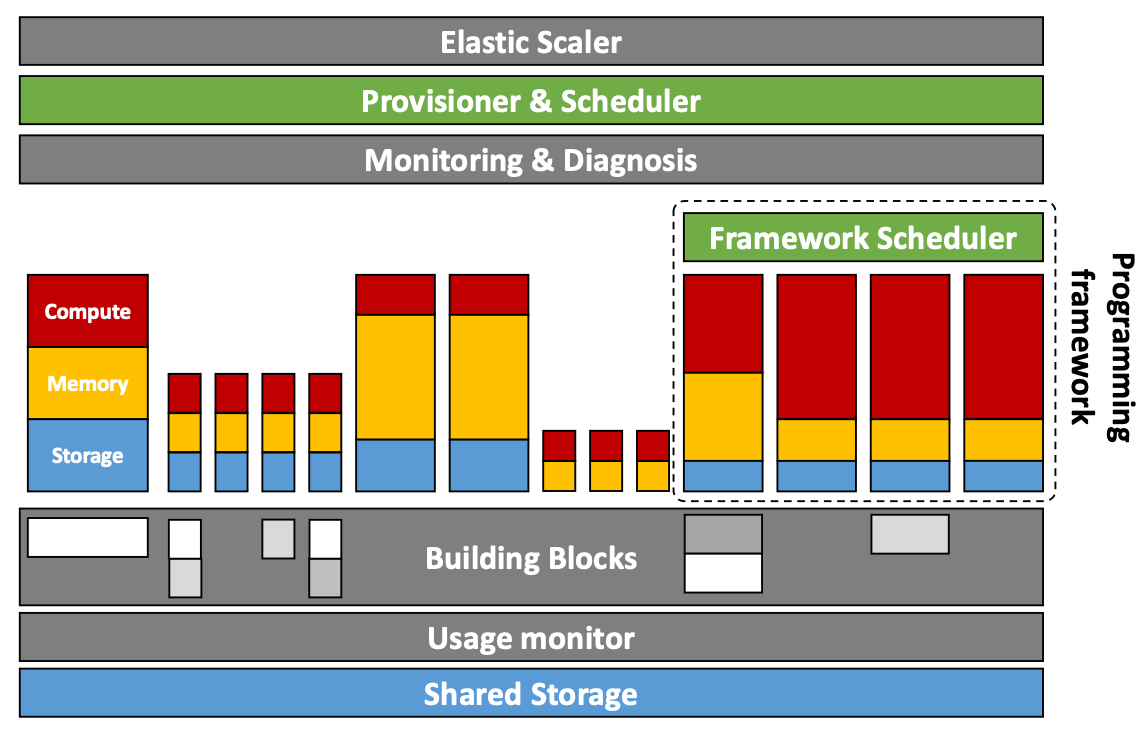 Elastic Scaler
Provisioner & Scheduler
Monitoring & Diagnosis
Framework Scheduler
Programming
framework
Compute
Memory
Storage
Building Blocks
Usage monitor
Shared Storage